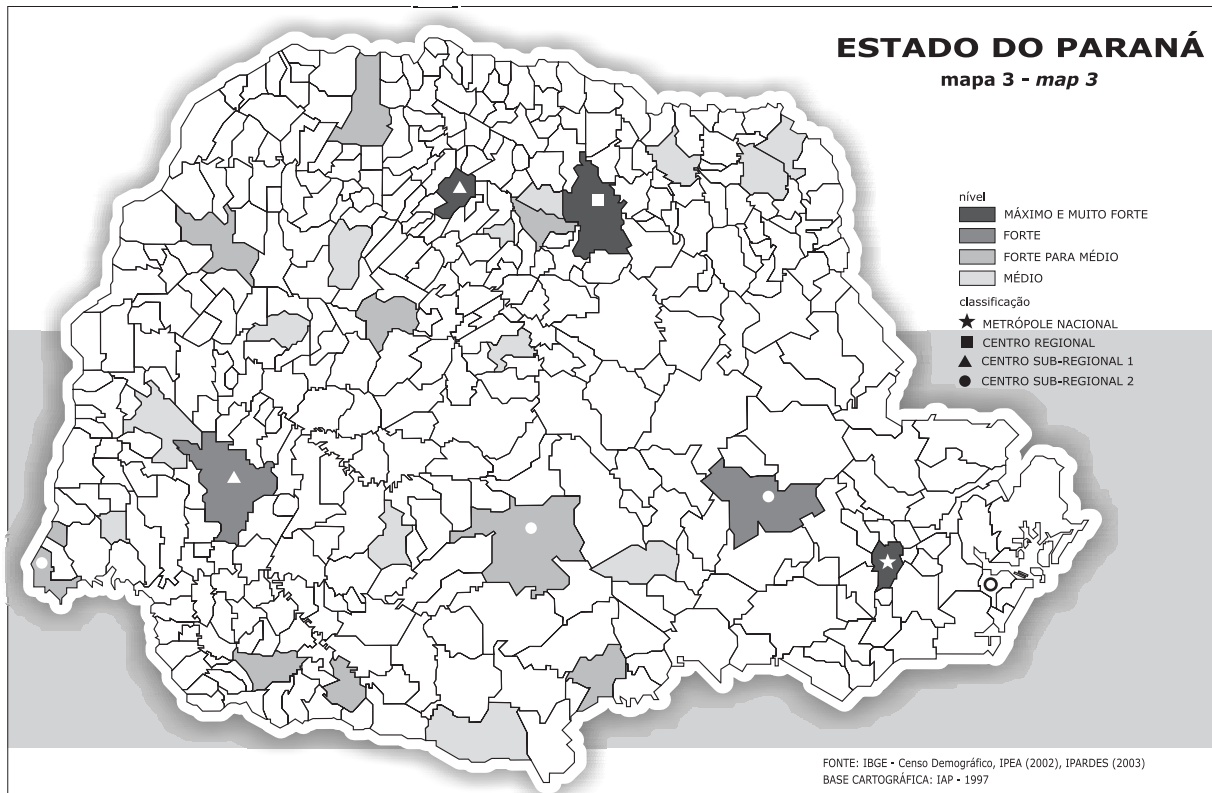 ESTADO DO PARANÁ
mapa 3 - map 3
nível
MÁXIMO E MUITO FORTE
FORTE
FORTE PARA MÉDIO
MÉDIO
classificação
METRÓPOLE NACIONAL
CENTRO REGIONAL
CENTRO SUB-REGIONAL 1
CENTRO SUB-REGIONAL 2
FONTE: IBGE - Censo Demográfico, IPEA (2002), IPARDES (2003)
BASE CARTOGRÁFICA: IAP - 1997